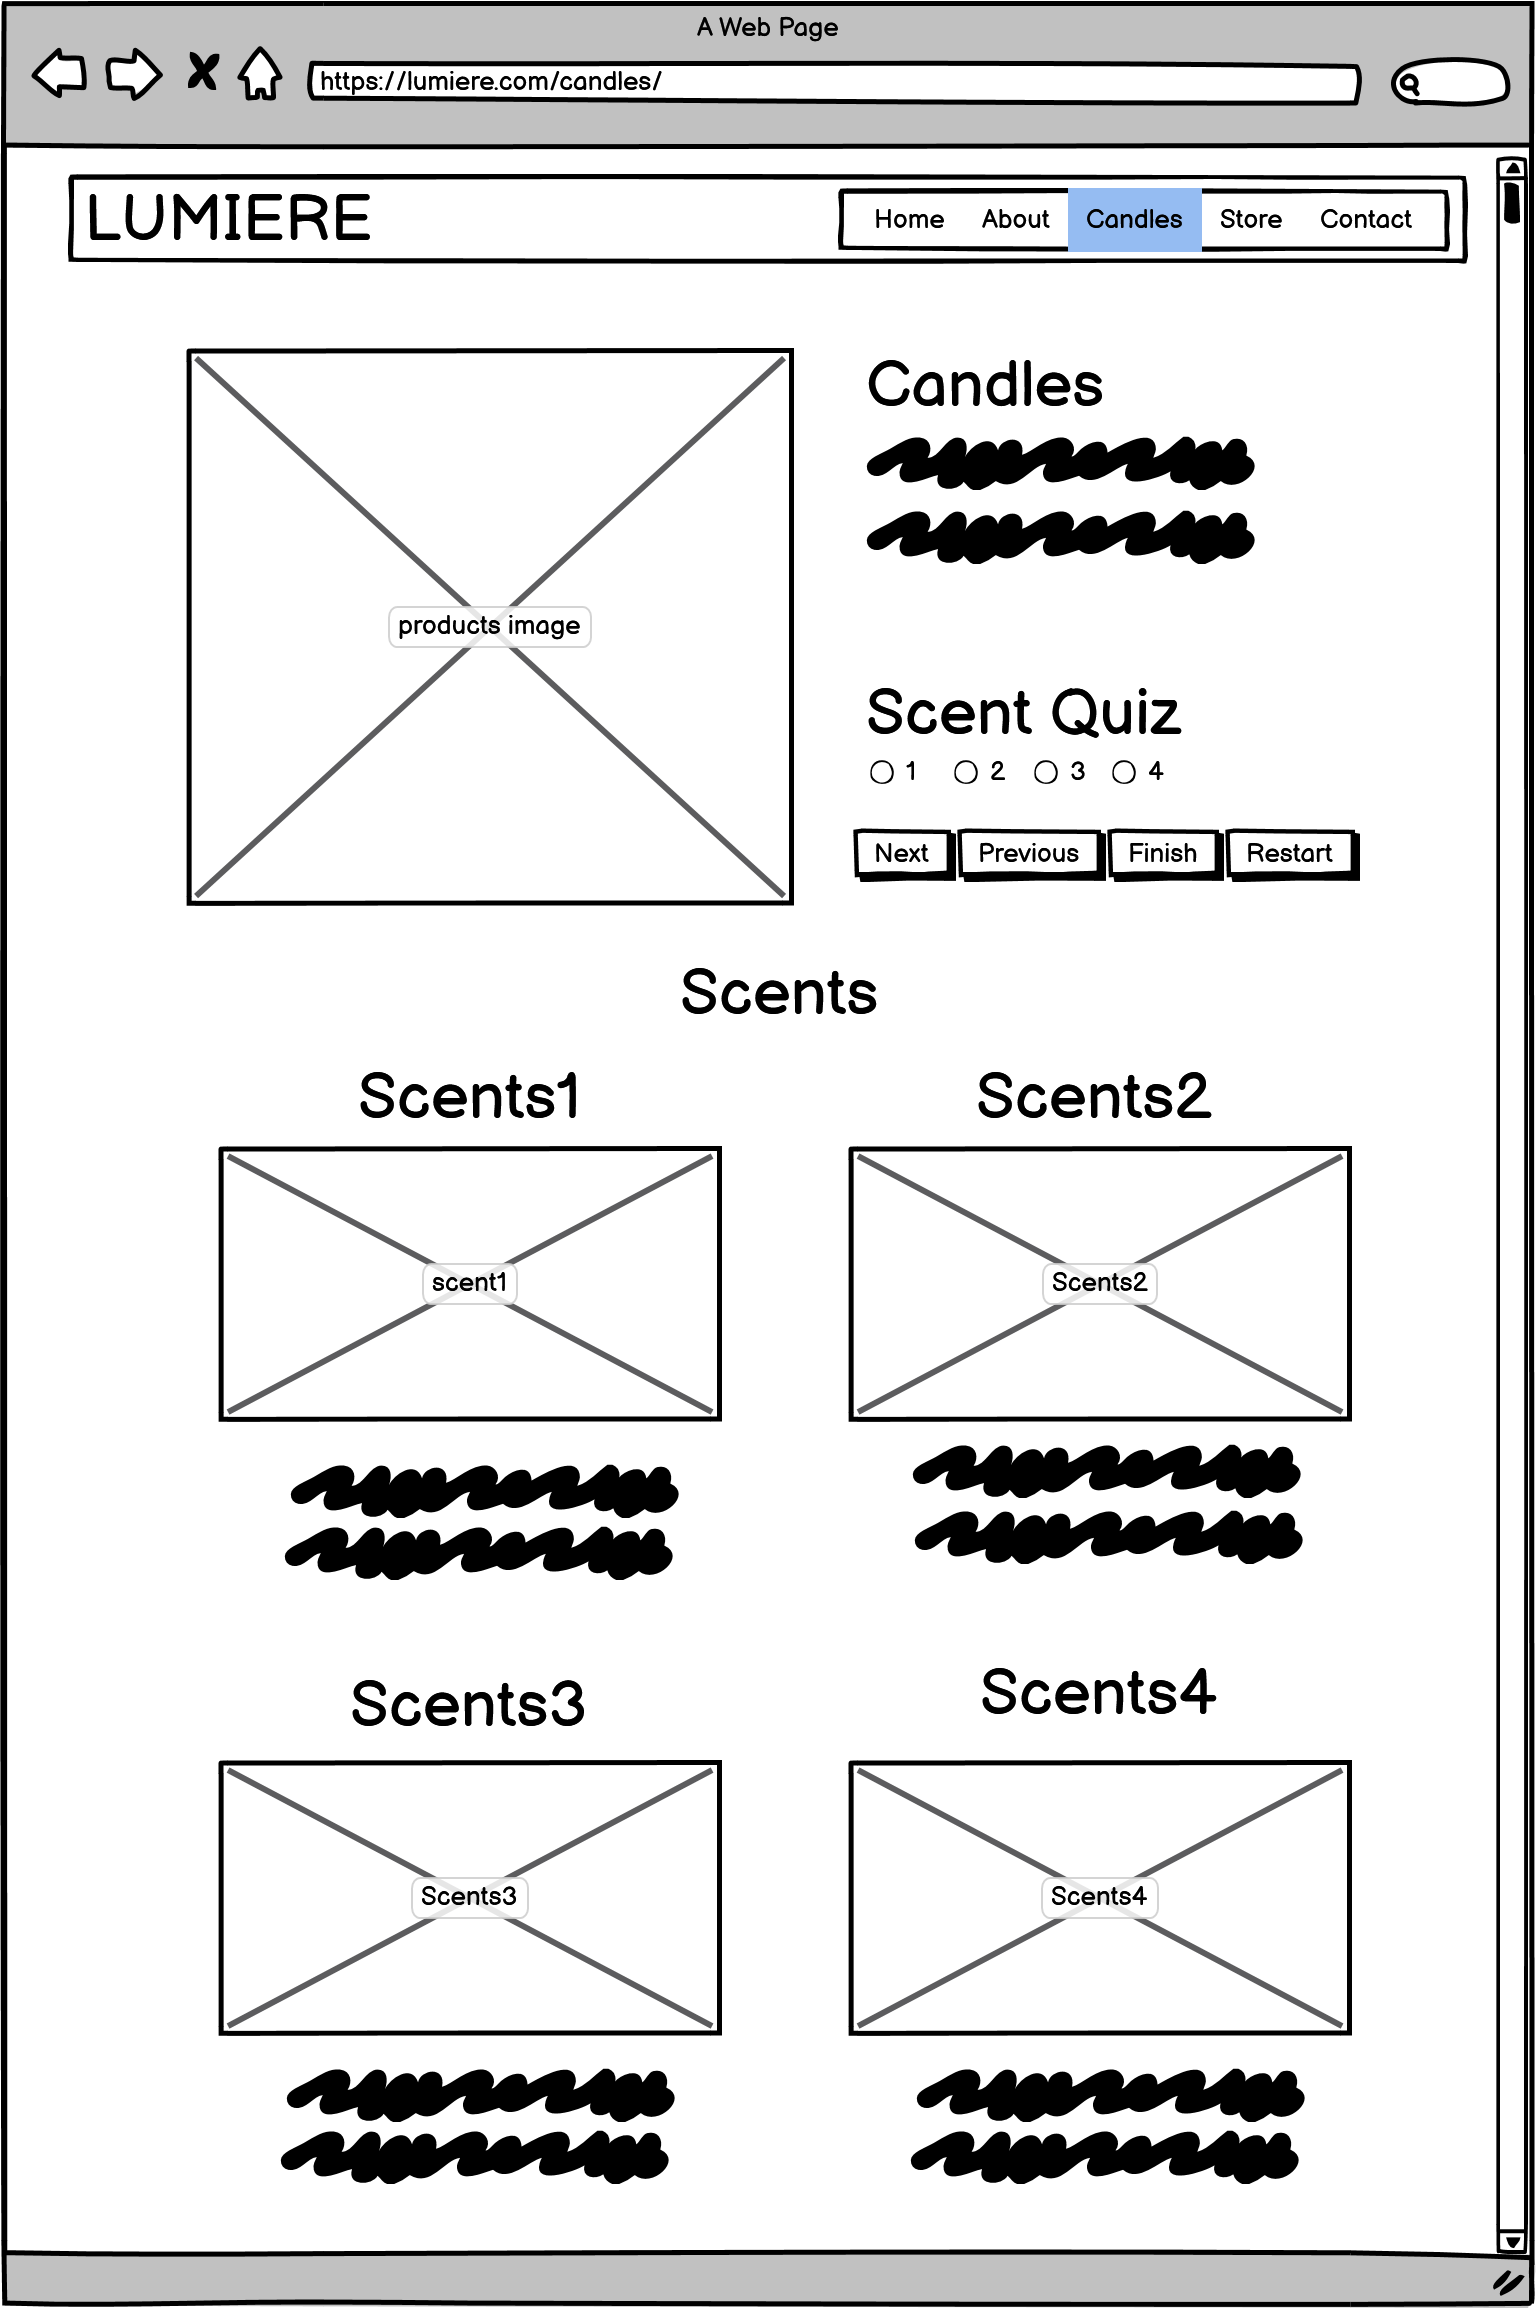 A Web Page
https://lumiere.com/candles/
LUMIERE
Home About Candles Store Contact
products image
Candles
Scent Quiz
1 2 3 4
Next Previous Finish Restart
Scents
Scents1
scent1
Scents2
Scents2
Scents3
Scents3
Scents4
Scents4